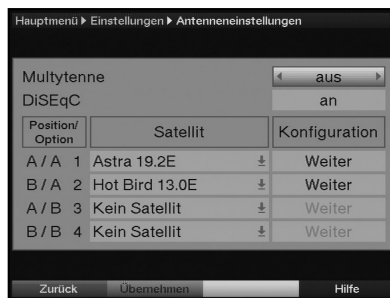 Hauptmenü Einstellungen Antenneneinstellungen
Multytenne aus
DiSEqC an
Position/
Option Satellit Konfiguration
A / A 1 Astra 19.2E Weiter
B / A 2 Hot Bird 13.0E Weiter
A / B 3 Kein Satellit Weiter
B / B 4 Kein Satellit Weiter
Zurück Übernehmen Hilfe